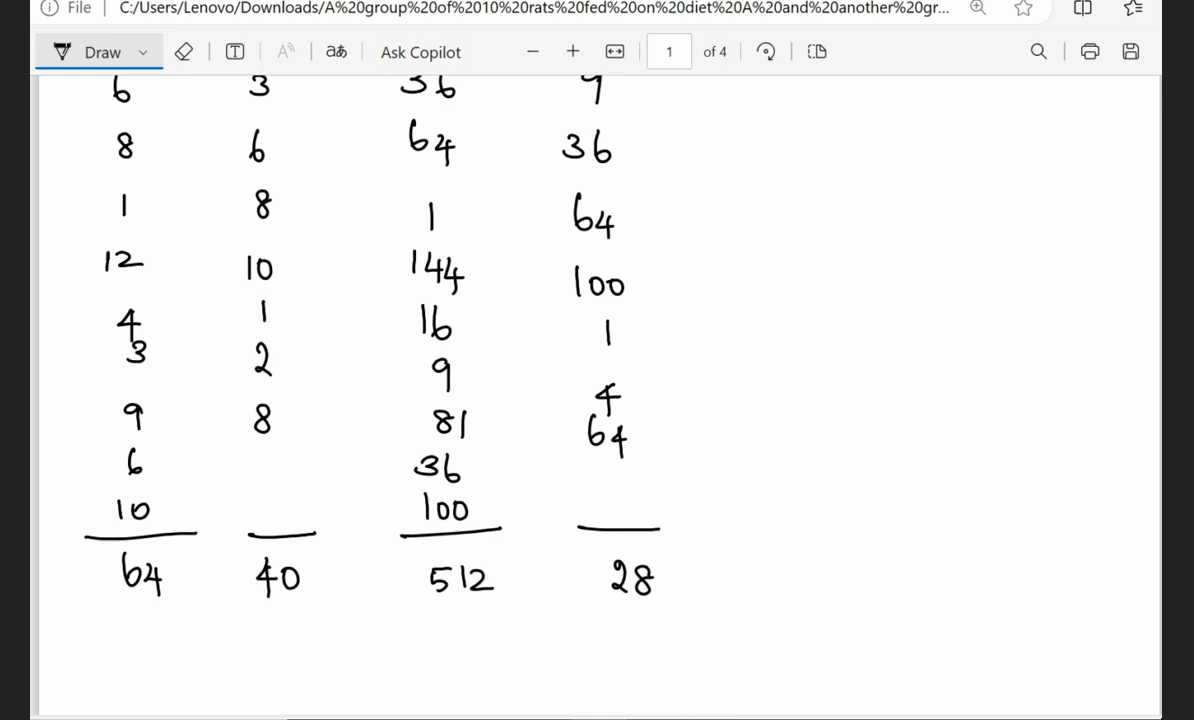 File C:/Users/Lenovo/Downloads/A%20group%20of%2010%20rats%20fed%20on%20diet%20A%20and%20another%20gr...
Draw Ask Copilot 1 of 4
6 3 36 9
8 6 64 36
1 8 1 64
12 10 144 100
4 1 16 1
3 2 9 4
9 8 81 64
6 36
10 100
64 40 512 28